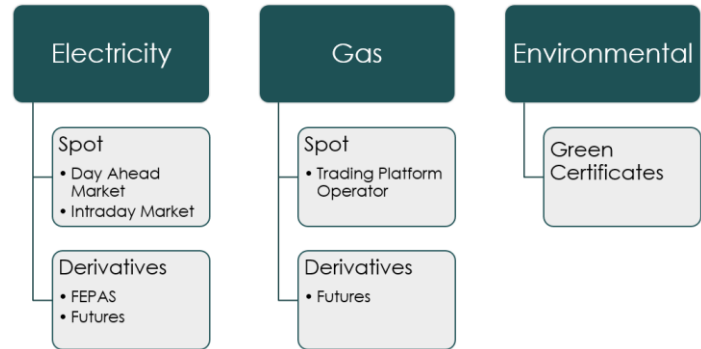 Electricity
Spot
• Day Ahead
Market
• Intraday Market
Derivatives
• FEPAS
• Futures
Gas
Spot
• Trading Platform
Operator
Derivatives
• Futures
Environmental
Green
Certificates